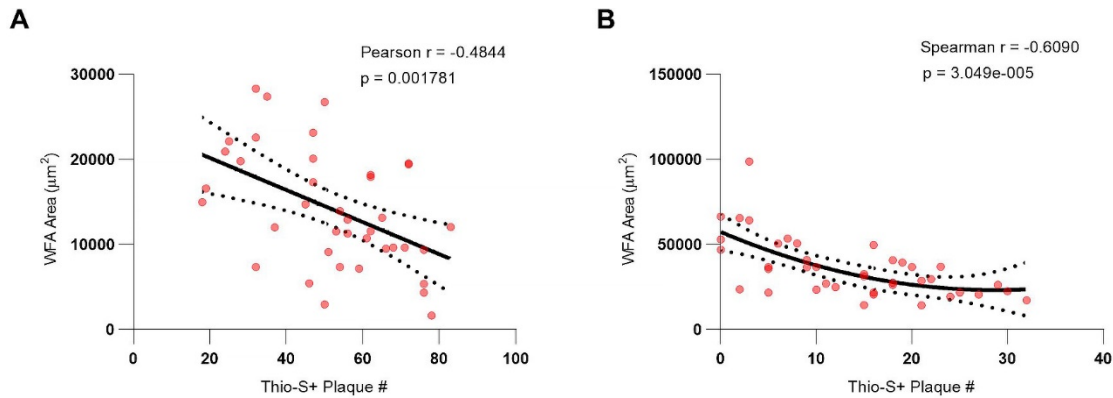 A
Pearson r = -0.4844
p = 0.001781
30000
20000
10000
0
WFA Area (µm²)
0 20 40 60 80 100
Thio-S+ Plaque #
B
Spearman r = -0.6090
p = 3.049e-005
150000
100000
50000
0
WFA Area (µm²)
0 10 20 30 40
Thio-S+ Plaque #